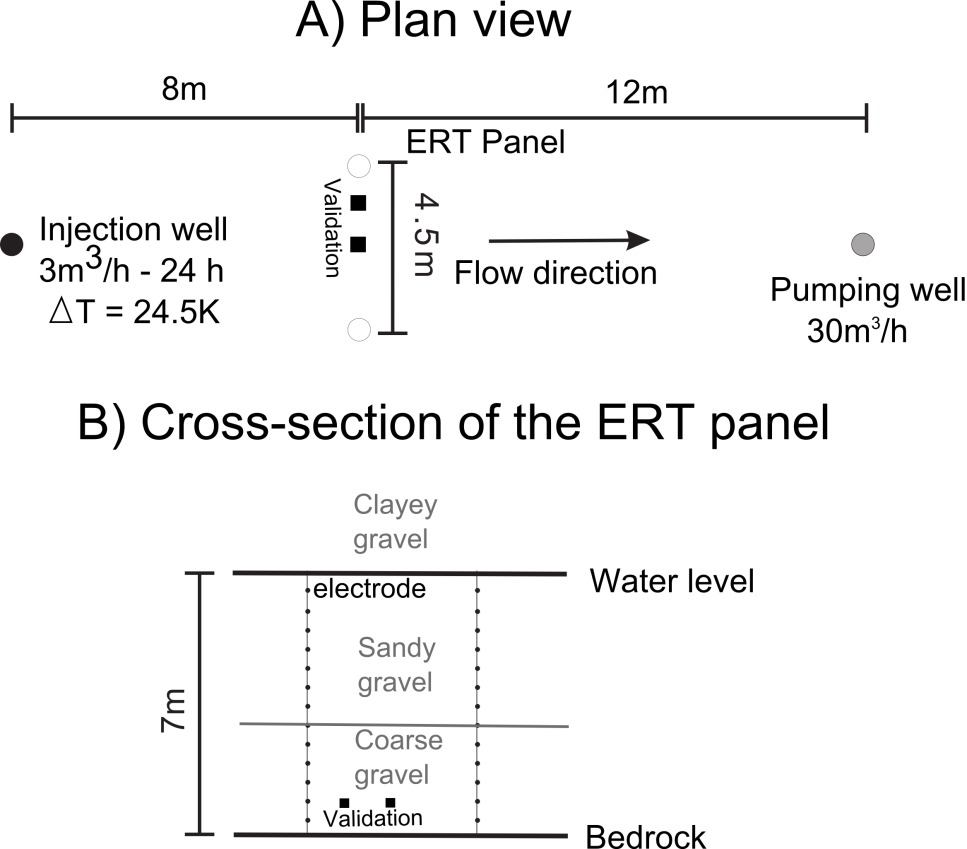 A) Plan view
8m
12m
ERT Panel
Validation
4.5m
Injection well
3m³/h - 24 h
△T = 24.5K
Flow direction
Pumping well
30m³/h
B) Cross-section of the ERT panel
Clayey
gravel
Water level
electrode
Sandy
gravel
7m
Coarse
gravel
Validation
Bedrock